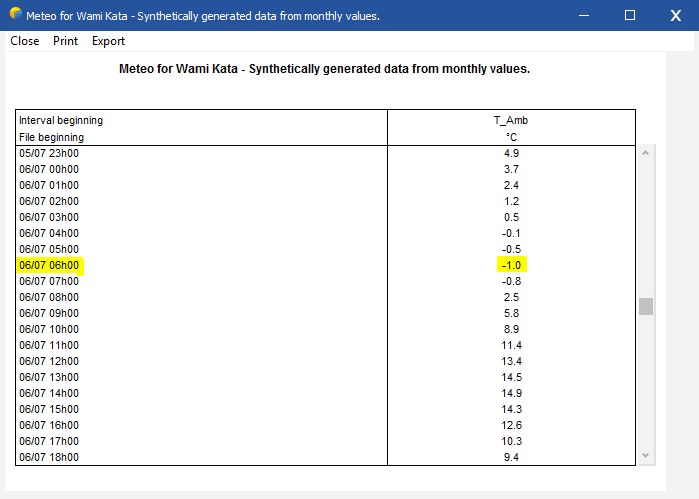 Meteo for Wami Kata - Synthetically generated data from monthly values.
Close Print Export
Meteo for Wami Kata - Synthetically generated data from monthly values.
Interval beginning T_Amb
File beginning °C
05/07 23h00 4.9
06/07 00h00 3.7
06/07 01h00 2.4
06/07 02h00 1.2
06/07 03h00 0.5
06/07 04h00 -0.1
06/07 05h00 -0.5
06/07 06h00 -1.0
06/07 07h00 -0.8
06/07 08h00 2.5
06/07 09h00 5.8
06/07 10h00 8.9
06/07 11h00 11.4
06/07 12h00 13.4
06/07 13h00 14.5
06/07 14h00 14.9
06/07 15h00 14.3
06/07 16h00 12.6
06/07 17h00 10.3
06/07 18h00 9.4